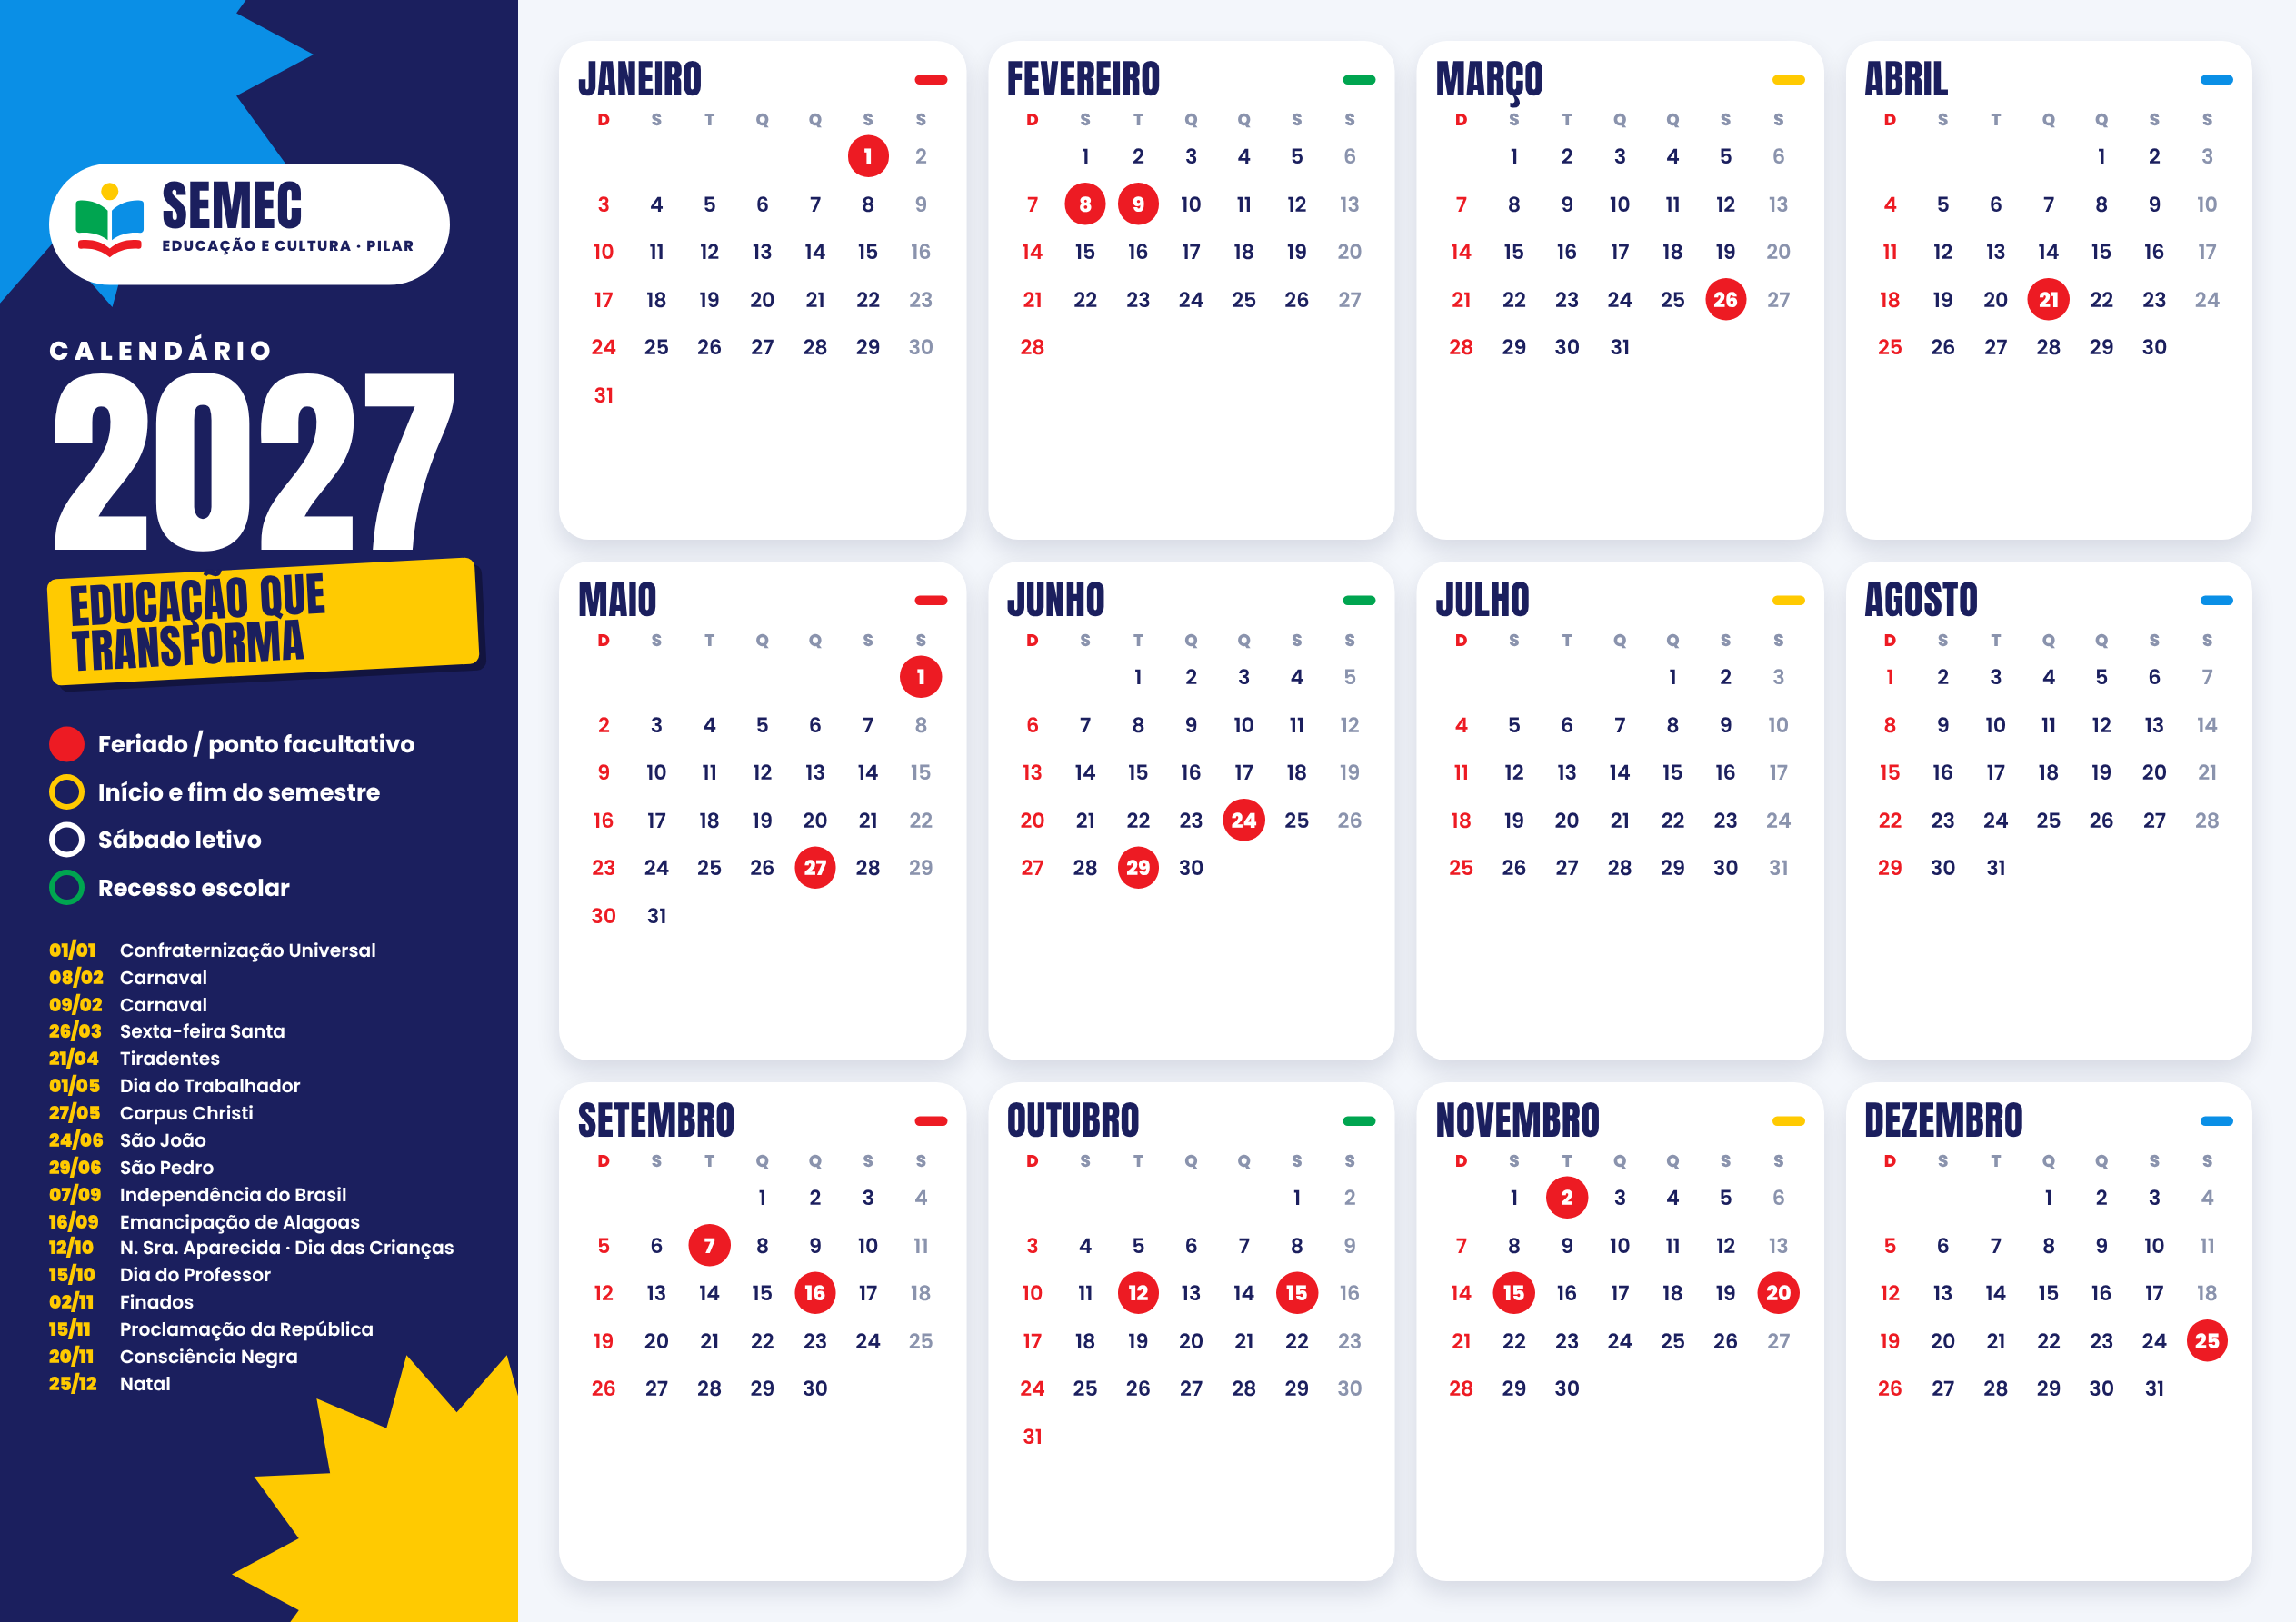 SEMEC
EDUCAÇÃO E CULTURA · PILAR
CALENDÁRIO
2027
EDUCAÇÃO QUE
TRANSFORMA
Feriado / ponto facultativo
Início e fim do semestre
Sábado letivo
Recesso escolar
01/01 Confraternização Universal
08/02 Carnaval
09/02 Carnaval
26/03 Sexta-feira Santa
21/04 Tiradentes
01/05 Dia do Trabalhador
27/05 Corpus Christi
24/06 São João
29/06 São Pedro
07/09 Independência do Brasil
16/09 Emancipação de Alagoas
12/10 N. Sra. Aparecida · Dia das Crianças
15/10 Dia do Professor
02/11 Finados
15/11 Proclamação da República
20/11 Consciência Negra
25/12 Natal
JANEIRO
D S T Q Q S S
1 2
3 4 5 6 7 8 9
10 11 12 13 14 15 16
17 18 19 20 21 22 23
24 25 26 27 28 29 30
31
FEVEREIRO
D S T Q Q S S
1 2 3 4 5 6
7 8 9 10 11 12 13
14 15 16 17 18 19 20
21 22 23 24 25 26 27
28
MARÇO
D S T Q Q S S
1 2 3 4 5 6
7 8 9 10 11 12 13
14 15 16 17 18 19 20
21 22 23 24 25 26 27
28 29 30 31
ABRIL
D S T Q Q S S
1 2 3
4 5 6 7 8 9 10
11 12 13 14 15 16 17
18 19 20 21 22 23 24
25 26 27 28 29 30
MAIO
D S T Q Q S S
1
2 3 4 5 6 7 8
9 10 11 12 13 14 15
16 17 18 19 20 21 22
23 24 25 26 27 28 29
30 31
JUNHO
D S T Q Q S S
1 2 3 4 5
6 7 8 9 10 11 12
13 14 15 16 17 18 19
20 21 22 23 24 25 26
27 28 29 30
JULHO
D S T Q Q S S
1 2 3
4 5 6 7 8 9 10
11 12 13 14 15 16 17
18 19 20 21 22 23 24
25 26 27 28 29 30 31
AGOSTO
D S T Q Q S S
1 2 3 4 5 6 7
8 9 10 11 12 13 14
15 16 17 18 19 20 21
22 23 24 25 26 27 28
29 30 31
SETEMBRO
D S T Q Q S S
1 2 3 4
5 6 7 8 9 10 11
12 13 14 15 16 17 18
19 20 21 22 23 24 25
26 27 28 29 30
OUTUBRO
D S T Q Q S S
1 2
3 4 5 6 7 8 9
10 11 12 13 14 15 16
17 18 19 20 21 22 23
24 25 26 27 28 29 30
31
NOVEMBRO
D S T Q Q S S
1 2 3 4 5 6
7 8 9 10 11 12 13
14 15 16 17 18 19 20
21 22 23 24 25 26 27
28 29 30
DEZEMBRO
D S T Q Q S S
1 2 3 4
5 6 7 8 9 10 11
12 13 14 15 16 17 18
19 20 21 22 23 24 25
26 27 28 29 30 31